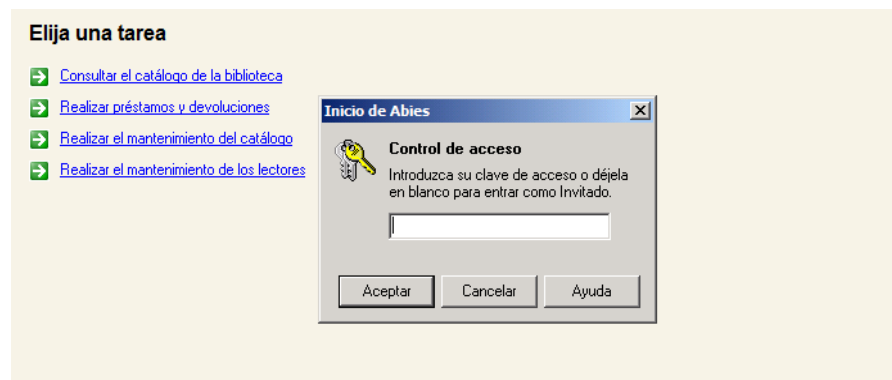 Elija una tarea
Consultar el catálogo de la biblioteca
Realizar préstamos y devoluciones
Realizar el mantenimiento del catálogo
Realizar el mantenimiento de los lectores
Inicio de Abies
Control de acceso
Introduzca su clave de acceso o déjela
en blanco para entrar como Invitado.
Aceptar
Cancelar
Ayuda